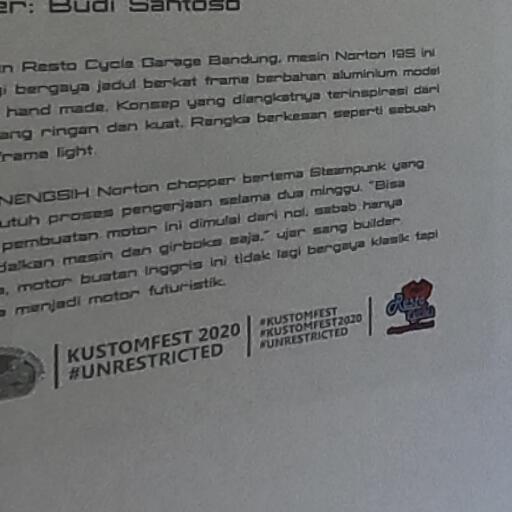 er: Budi Santoso
n Resto Cycle Garage Bandung, mesin Norton 19S ini
i bergaya jadul berkat frame berbahan aluminium model
hand made. Konsep yang diangkatnya terinspirasi dari
ang ringan dan kuat. Rangka berkesan seperti sebuah
frame light.
NENGSIH Norton chopper bertema Steampunk yang
utuh proses pengerjaan selama dua minggu. "Bisa
pembuatan motor ini dimulai dari nol, sebab hanya
dalkan mesin dan girboks saja," ujar sang builder.
a, motor buatan Inggris ini tidak lagi bergaya klasik tapi
menjadi motor futuristik.
KUSTOMFEST 2020
#UNRESTRICTED
#KUSTOMFEST
#KUSTOMFEST2020
#UNRESTRICTED
Resto